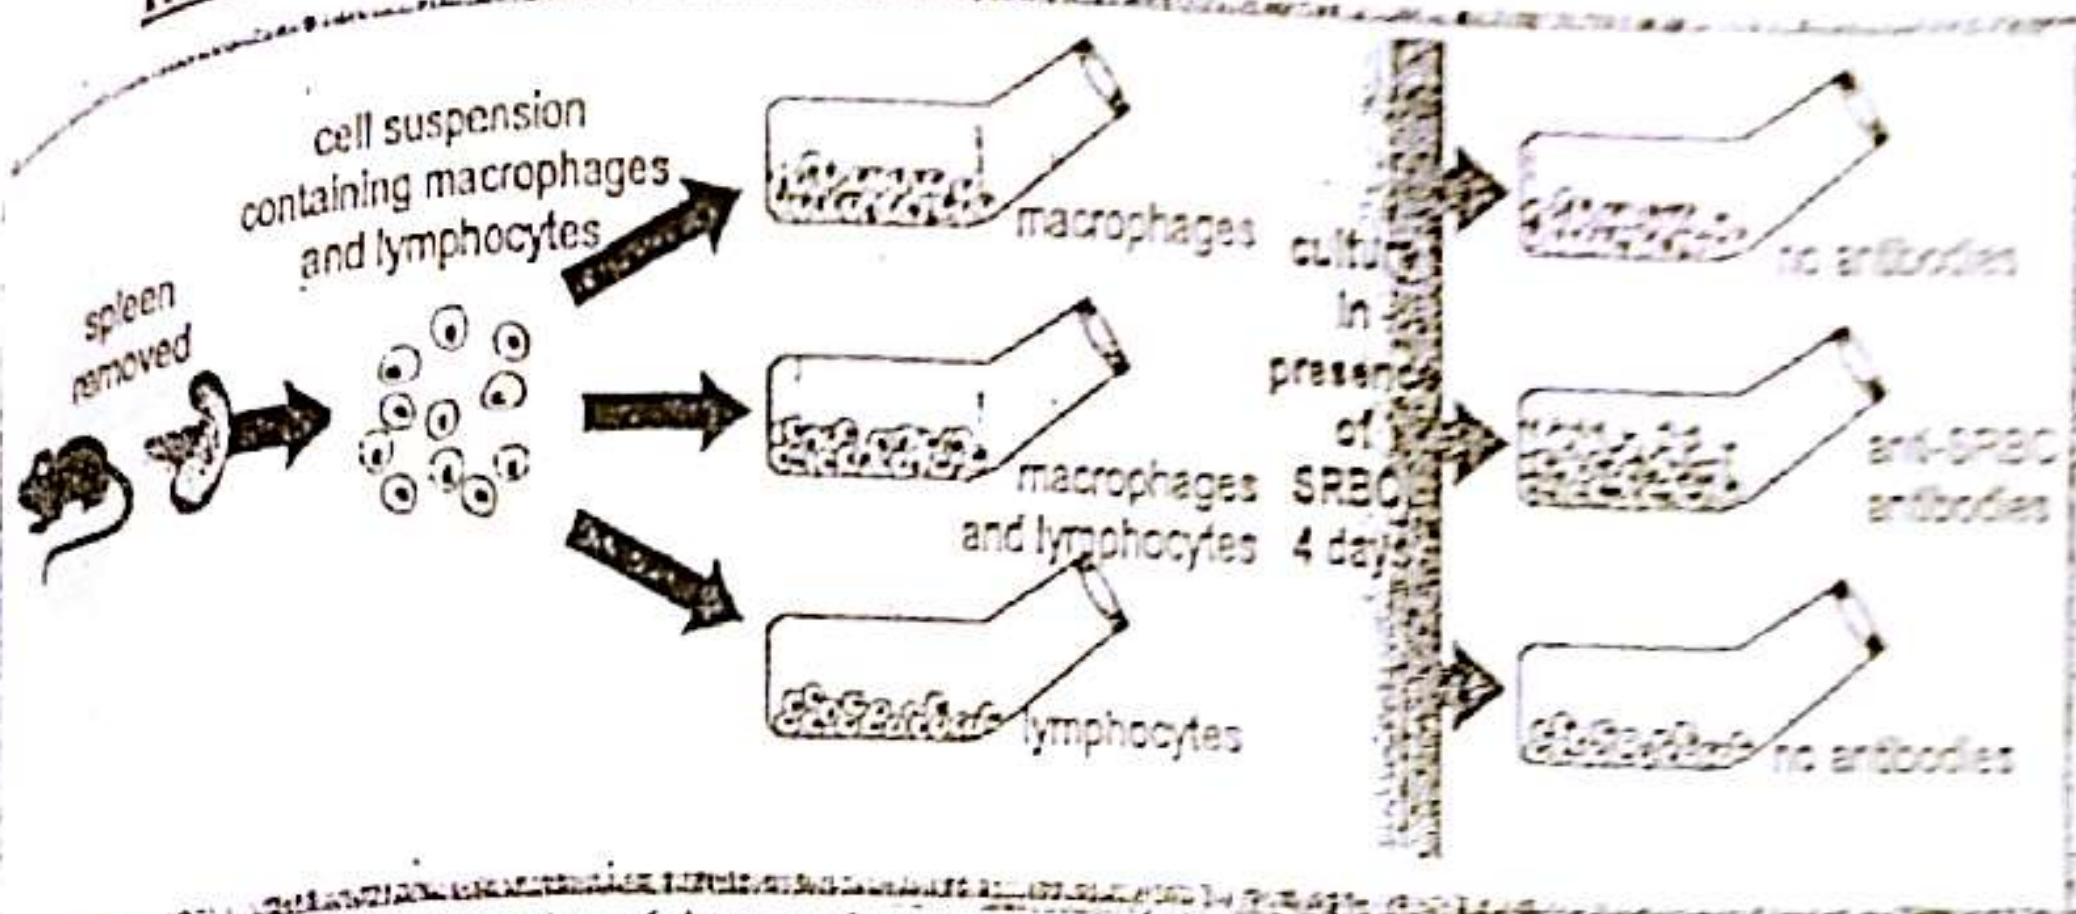 spleen
removed
cell suspension
containing macrophages
and lymphocytes
macrophages
macrophages
and lymphocytes
lymphocytes
culture
in
presence
of
SRBC
4 days
no antibodies
anti-SRBC
antibodies
no antibodies